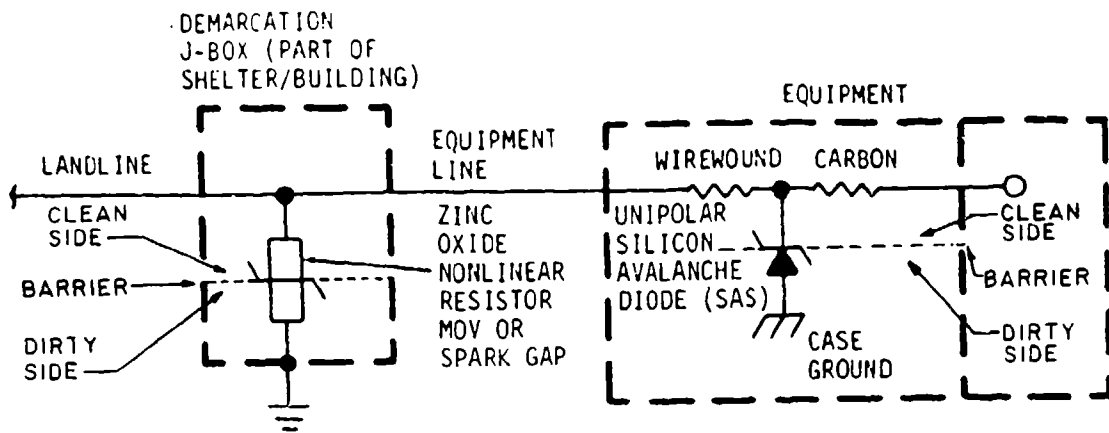 DEMARCATION
J-BOX (PART OF
SHELTER/BUILDING)
EQUIPMENT
LANDLINE
EQUIPMENT
LINE
WIREWOUND
CARBON
CLEAN
SIDE
BARRIER
DIRTY
SIDE
ZINC
OXIDE
NONLINEAR
RESISTOR
MOV OR
SPARK GAP
UNIPOLAR
SILICON
AVALANCHE
DIODE (SAS)
CASE
GROUND
CLEAN
SIDE
BARRIER
DIRTY
SIDE